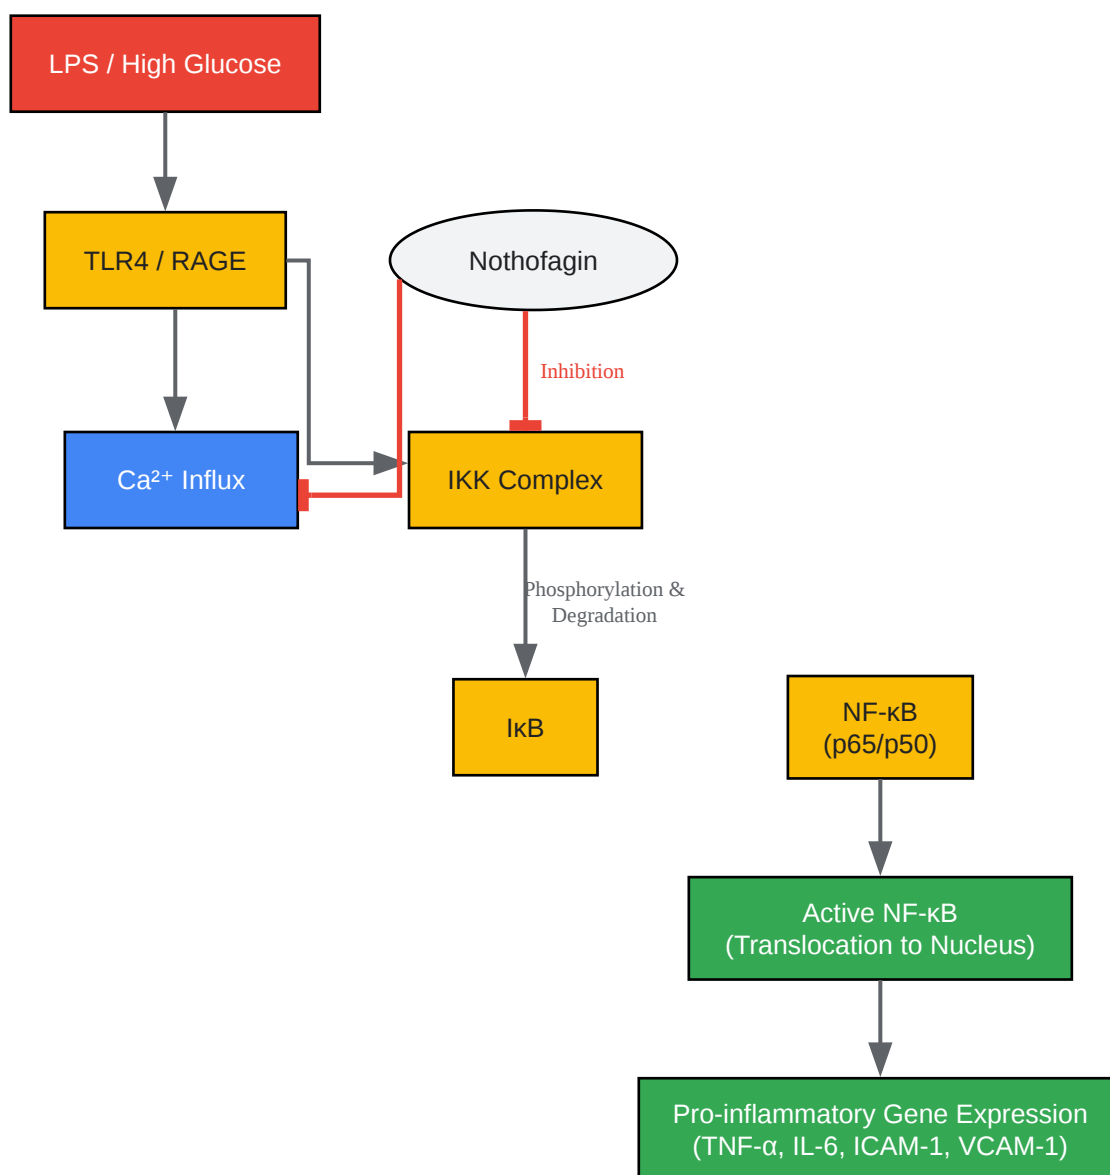 LPS / High Glucose
TLR4 / RAGE
Nothofagin
Inhibition
Ca²⁺ Influx
IKK Complex
Phosphorylation &
Degradation
IκB
NF-κB
(p65/p50)
Active NF-κB
(Translocation to Nucleus)
Pro-inflammatory Gene Expression
(TNF-α, IL-6, ICAM-1, VCAM-1)